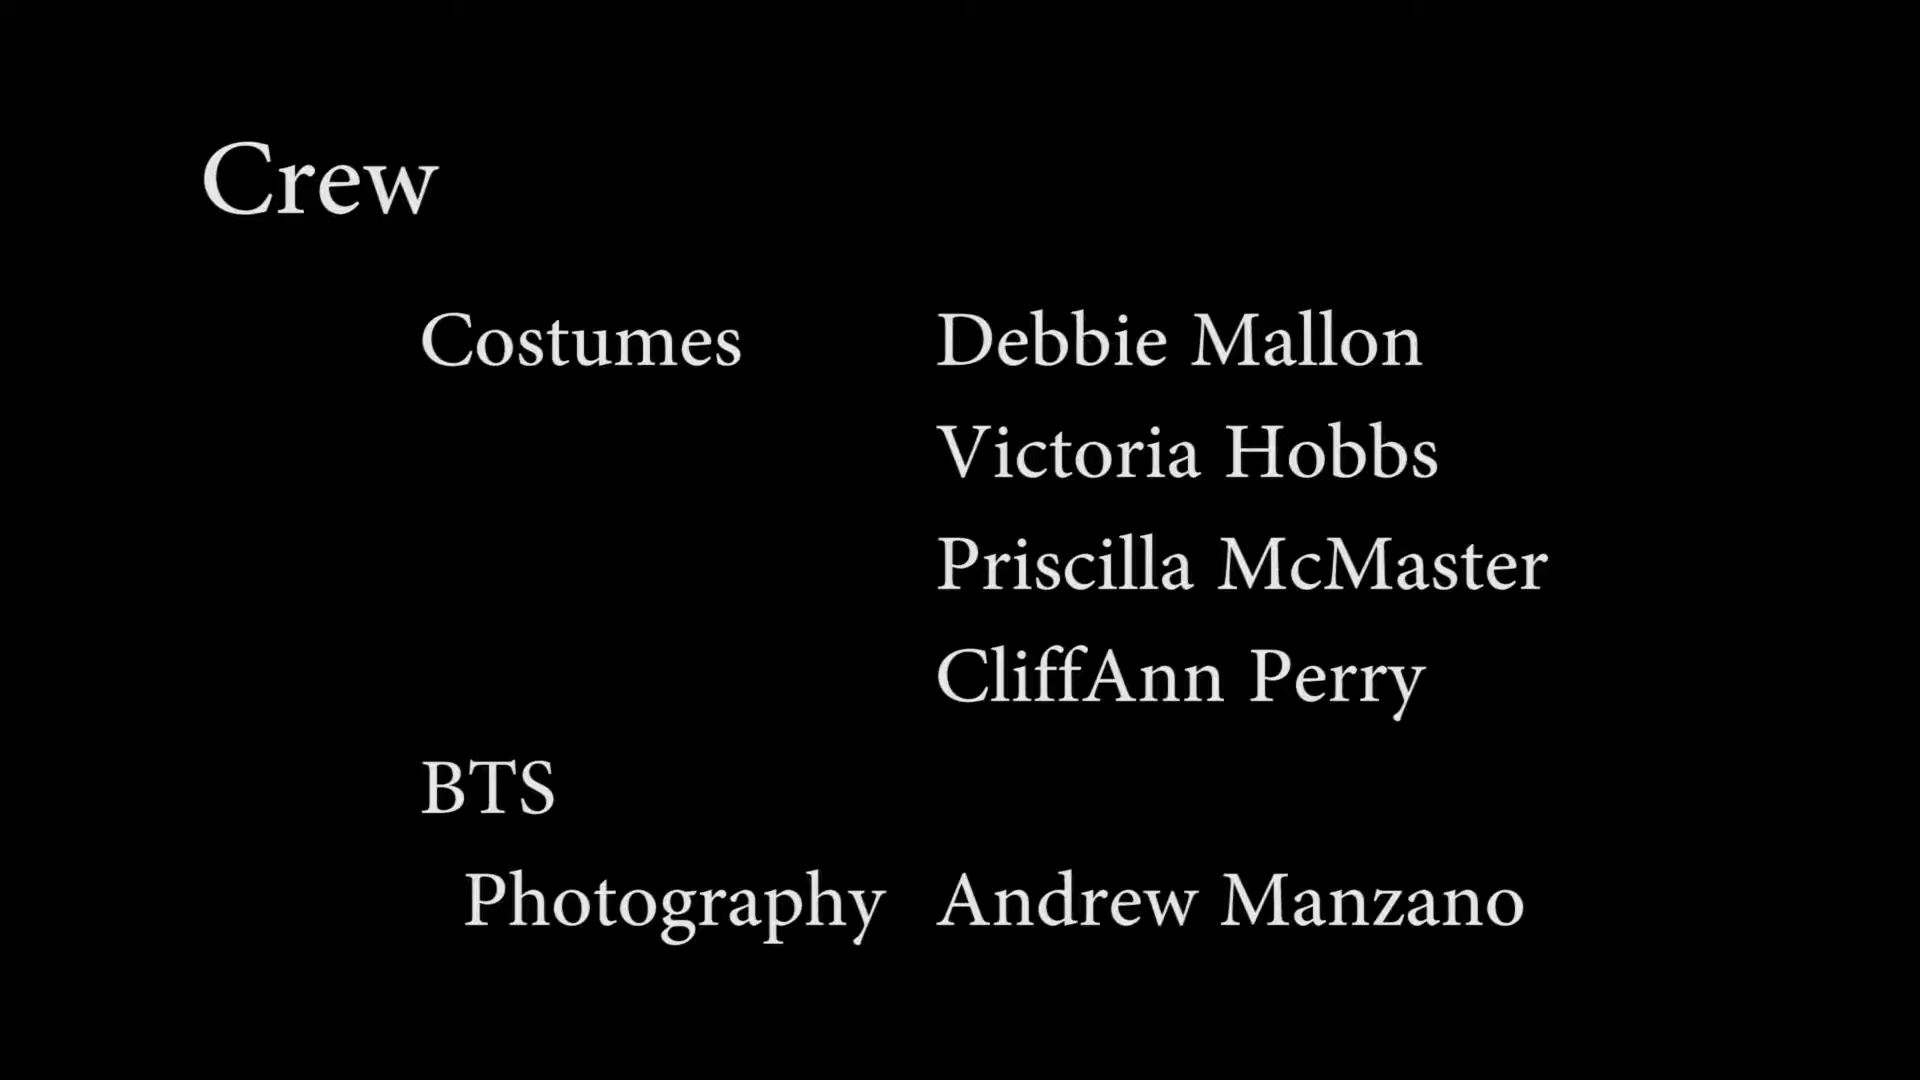 Crew
Costumes Debbie Mallon
Victoria Hobbs
Priscilla McMaster
CliffAnn Perry
BTS
Photography Andrew Manzano